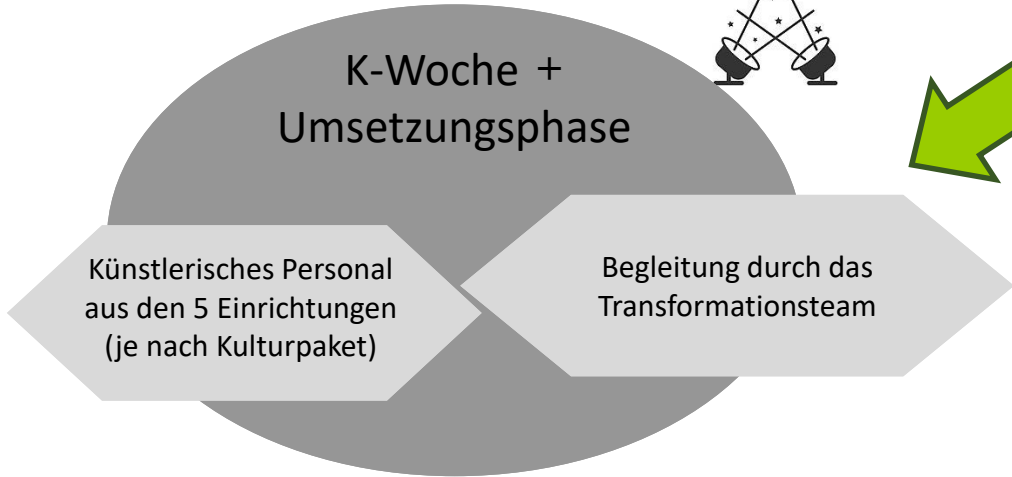 K-Woche +
Umsetzungsphase
Künstlerisches Personal
aus den 5 Einrichtungen
(je nach Kulturpaket)
Begleitung durch das
Transformationsteam